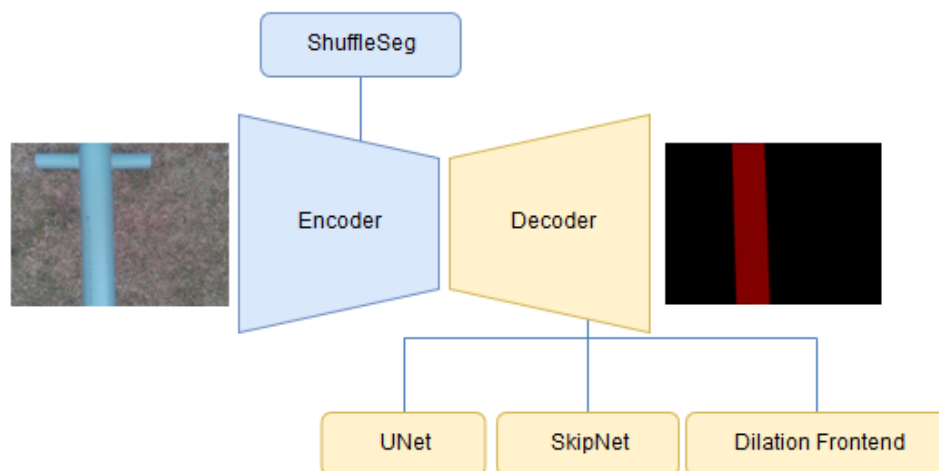 ShuffleSeg
Encoder
Decoder
UNet
SkipNet
Dilation Frontend